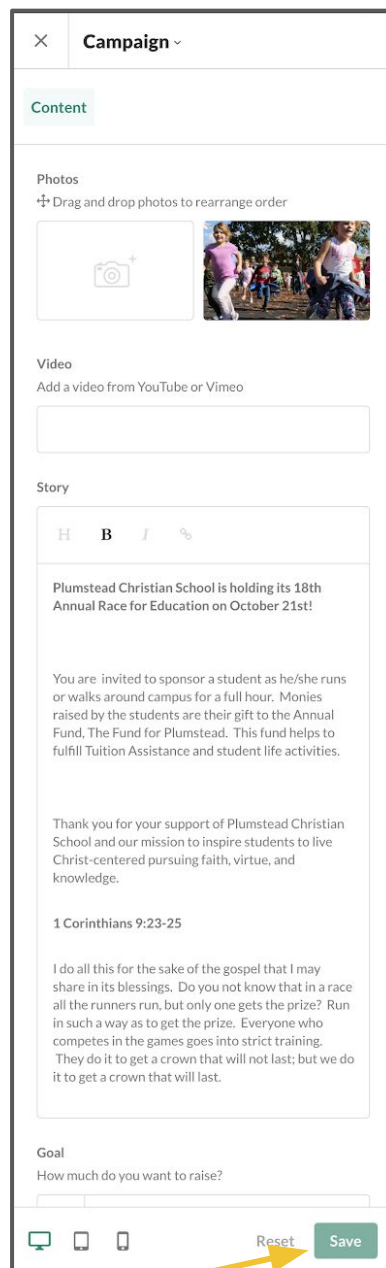 Campaign
Content
Photos
Drag and drop photos to rearrange order
Video
Add a video from YouTube or Vimeo
Story
H B I
Plumstead Christian School is holding its 18th
Annual Race for Education on October 21st!
You are  invited to sponsor a student as he/she runs
or walks around campus for a full hour.  Monies
raised by the students are their gift to the Annual
Fund, The Fund for Plumstead.  This fund helps to
fulfill Tuition Assistance and student life activities.
Thank you for your support of Plumstead Christian
School and our mission to inspire students to live
Christ-centered pursuing faith, virtue, and
knowledge.
1 Corinthians 9:23-25
I do all this for the sake of the gospel that I may
share in its blessings.  Do you not know that in a race
all the runners run, but only one gets the prize?  Run
in such a way as to get the prize.  Everyone who
competes in the games goes into strict training.
They do it to get a crown that will not last; but we do
it to get a crown that will last.
Goal
How much do you want to raise?
Reset Save